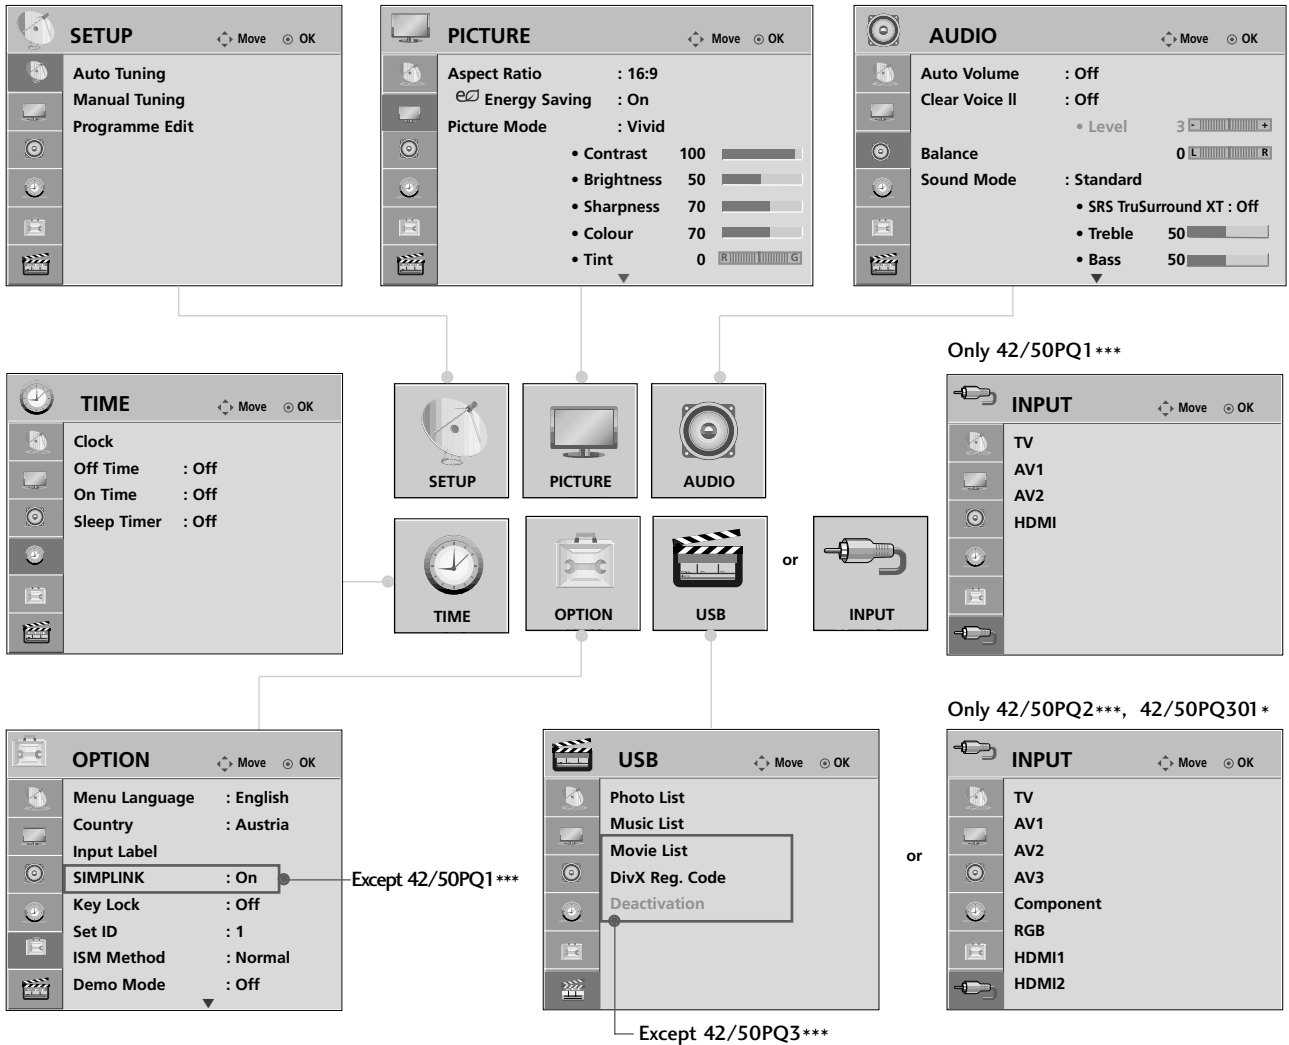 SETUP Move OK
Auto Tuning
Manual Tuning
Programme Edit
PICTURE Move OK
Aspect Ratio : 16:9
eco Energy Saving : On
Picture Mode : Vivid
• Contrast 100
• Brightness 50
• Sharpness 70
• Colour 70
• Tint 0 R G
AUDIO Move OK
Auto Volume : Off
Clear Voice ll : Off
• Level 3 - +
Balance 0 L R
Sound Mode : Standard
• SRS TruSurround XT : Off
• Treble 50
• Bass 50
TIME Move OK
Clock
Off Time : Off
On Time : Off
Sleep Timer : Off
SETUP
PICTURE
AUDIO
TIME
OPTION
USB
or
INPUT
Only 42/50PQ1***
INPUT Move OK
TV
AV1
AV2
HDMI
OPTION Move OK
Menu Language : English
Country : Austria
Input Label
SIMPLINK : On
Key Lock : Off
Set ID : 1
ISM Method : Normal
Demo Mode : Off
Except 42/50PQ1***
USB Move OK
Photo List
Music List
Movie List
DivX Reg. Code
Deactivation
Except 42/50PQ3***
or
Only 42/50PQ2***, 42/50PQ301*
INPUT Move OK
TV
AV1
AV2
AV3
Component
RGB
HDMI1
HDMI2